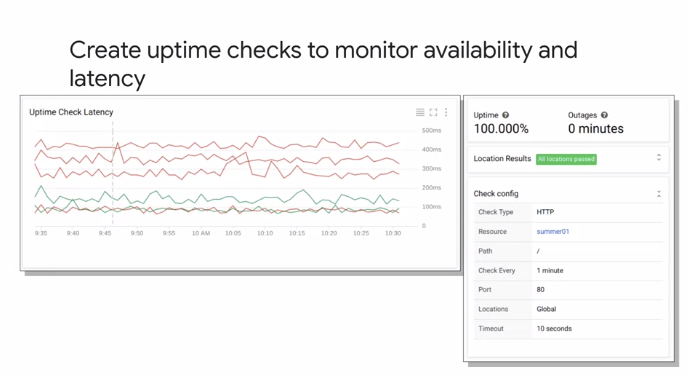 Create uptime checks to monitor availability and
latency
Uptime Check Latency
500ms
400ms
300ms
200ms
100ms
0
9:35 9:40 9:45 9:50 9:55 10 AM 10:05 10:10 10:15 10:20 10:25 10:30
Uptime Outages
100.000% 0 minutes
Location Results All locations passed
Check config
Check Type HTTP
Resource summer01
Path /
Check Every 1 minute
Port 80
Locations Global
Timeout 10 seconds